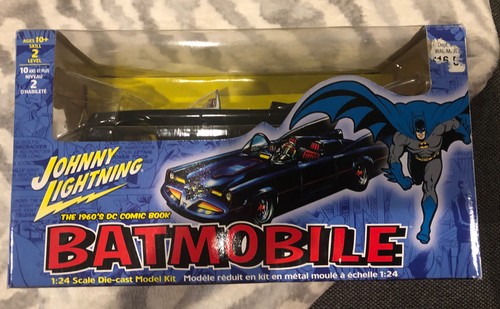 AGES 10+
SKILL
2
LEVEL
10 ANS ET PLUS
NIVEAU
2
D'HABILETÉ
JOHNNY
LIGHTNING
THE 1960'S DC COMIC BOOK
BATMOBILE
1:24 Scale Die-cast Model Kit Modèle réduit en kit en métal moulé à échelle 1:24